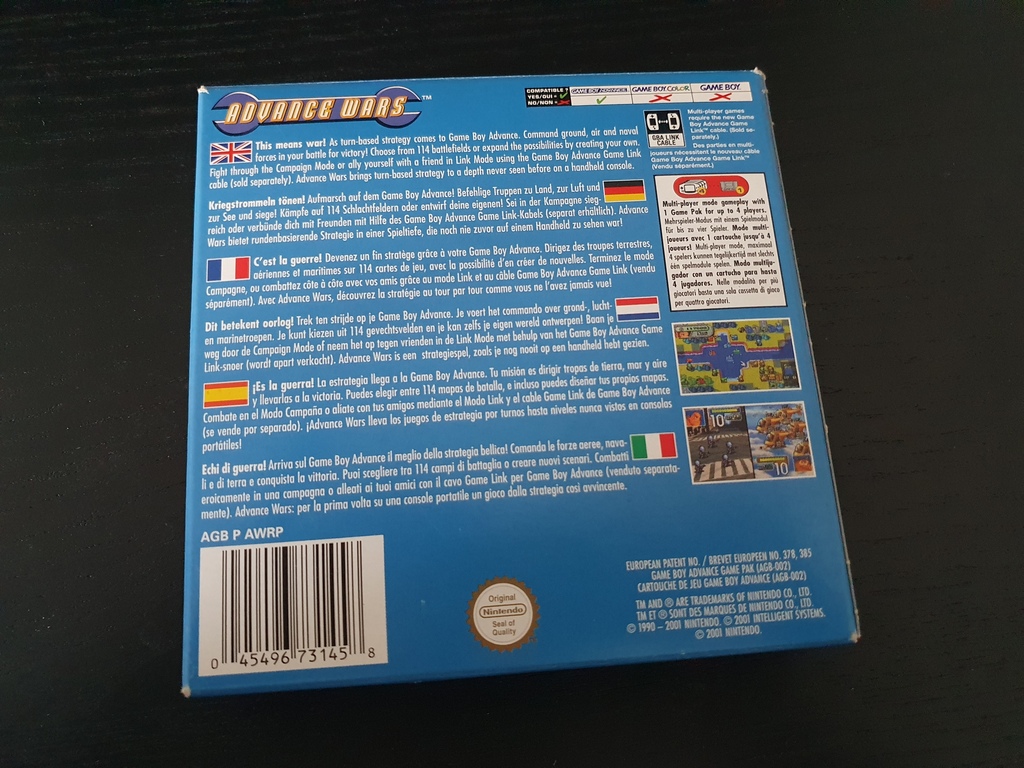 ADVANCE WARS™
COMPATIBLE?
YES/OUI =
NO/NON =
GAME BOY ADVANCE
GAME BOY COLOR
GAME BOY
This means war! As turn-based strategy comes to Game Boy Advance. Command ground, air and naval
forces in your battle for victory! Choose from 114 battlefields or expand the possibilities by creating your own.
Fight through the Campaign Mode or ally yourself with a friend in Link Mode using the Game Boy Advance Game Link
cable (sold separately). Advance Wars brings turn-based strategy to a depth never seen before on a handheld console.
Kriegstrommeln tönen! Aufmarsch auf dem Game Boy Advance! Befehlige Truppen zu Land, zur Luft und
zur See und siege! Kämpfe auf 114 Schlachtfeldern oder entwirf deine eigenen! Sei in der Kampagne sieg-
reich oder verbünde dich mit Freunden mit Hilfe des Game Boy Advance Game Link-Kabels (separat erhältlich). Advance
Wars bietet rundenbasierende Strategie in einer Spieltiefe, die noch nie zuvor auf einem Handheld zu sehen war!
C'est la guerre! Devenez un fin stratège grâce à votre Game Boy Advance. Dirigez des troupes terrestres,
aériennes et maritimes sur 114 cartes de jeu, avec la possibilité d'en créer de nouvelles. Terminez le mode
Campagne, ou combattez côte à côte avec vos amis grâce au mode Link et au câble Game Boy Advance Game Link (vendu
séparément). Avec Advance Wars, découvrez la stratégie au tour par tour comme vous ne l'avez jamais vue!
Dit betekent oorlog! Trek ten strijde op je Game Boy Advance. Je voert het commando over grond-, lucht-
en marinetroepen. Je kunt kiezen uit 114 gevechtsvelden en je kan zelfs je eigen wereld ontwerpen! Baan je
weg door de Campaign Mode of neem het op tegen vrienden in de Link Mode met behulp van het Game Boy Advance Game
Link-snoer (wordt apart verkocht). Advance Wars is een strategiespel, zoals je nog nooit op een handheld hebt gezien.
¡Es la guerra! La estrategia llega a la Game Boy Advance. Tu misión es dirigir tropas de tierra, mar y aire
y llevarlas a la victoria. Puedes elegir entre 114 mapas de batalla, e incluso puedes diseñar tus propios mapas.
Combate en el Modo Campaña o aliate con tus amigos mediante el Modo Link y el cable Game Link de Game Boy Advance
(se vende por separado). ¡Advance Wars lleva los juegos de estrategia por turnos hasta niveles nunca vistos en consolas
portátiles!
Echi di guerra! Arriva sul Game Boy Advance il meglio della strategia bellica! Comanda le forze aeree, nava-
li e di terra e conquista la vittoria. Puoi scegliere tra 114 campi di battaglia o creare nuovi scenari. Combatti
eroicamente in una campagna o alleati ai tuoi amici con il cavo Game Link per Game Boy Advance (venduto separata-
mente). Advance Wars: per la prima volta su una console portatile un gioco dalla strategia così avvincente.
GBA LINK
CABLE
Multi-player games
require the new Game
Boy Advance Game
Link™ cable. (Sold se-
parately.)
Des parties en multi-
joueurs nécessitent le nouveau câble
Game Boy Advance Game Link™
(Vendu séparément.)
Multi-player mode gameplay with
1 Game Pak for up to 4 players.
Mehrspieler-Modus mit einem Spielmodul
für bis zu vier Spieler. Mode multi-
joueurs avec 1 cartouche jusqu'à 4
joueurs! Multi-player mode, maximaal
4 spelers kunnen tegelijkertijd met slechts
één spelmodule spelen. Modo multiju-
gador con un cartucho para hasta
4 jugadores. Nelle modalità per più
giocatori basta una sola cassetta di gioco
per quattro giocatori.
10
10
AGB P AWRP
0 45496 73145 8
Original
Nintendo
Seal of
Quality
EUROPEAN PATENT NO. / BREVET EUROPEEN NO. 378, 385
GAME BOY ADVANCE GAME PAK (AGB-002)
CARTOUCHE DE JEU GAME BOY ADVANCE (AGB-002)
TM AND ® ARE TRADEMARKS OF NINTENDO CO., LTD.
TM ET ® SONT DES MARQUES DE NINTENDO CO., LTD.
© 1990 - 2001 NINTENDO. © 2001 INTELLIGENT SYSTEMS.
© 2001 NINTENDO.